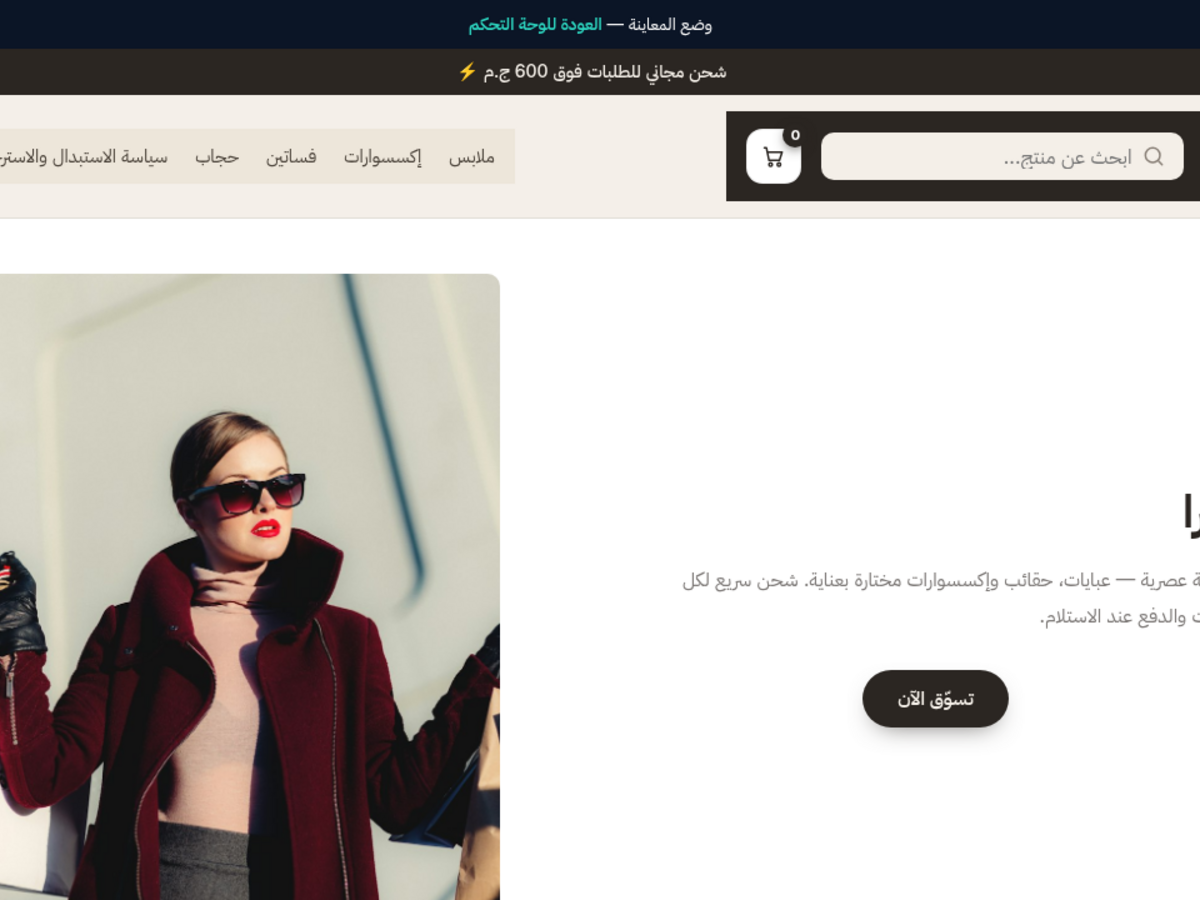 وضع المعاينة — العودة للوحة التحكم
شحن مجاني للطلبات فوق 600 ج.م ⚡
ابحث عن منتج...
0
ملابس
إكسسوارات
فساتين
حجاب
سياسة الاستبدال
عصرية — عبايات، حقائب وإكسسوارات مختارة بعناية. شحن سريع لكل
والدفع عند الاستلام.
تسوّق الآن